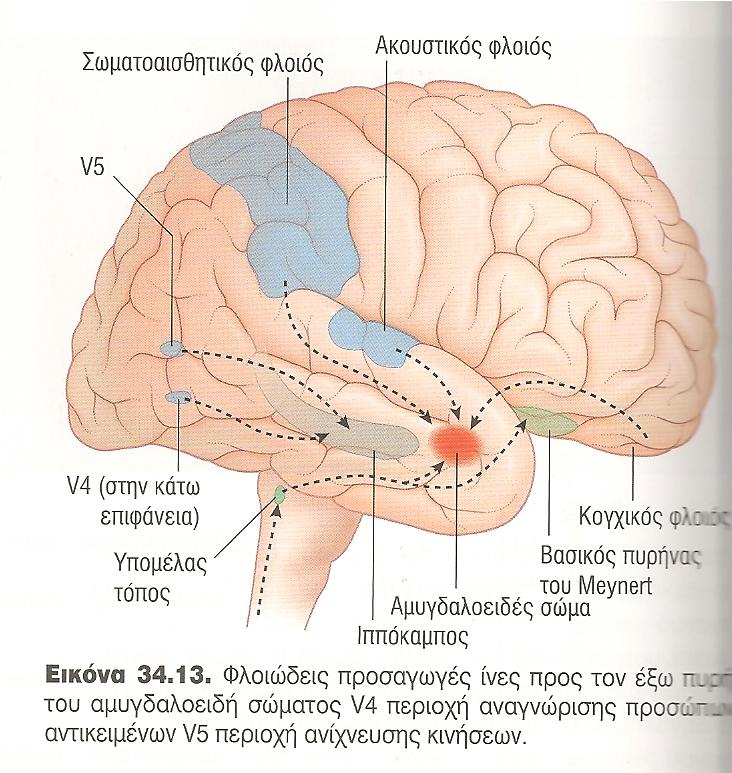 Ακουστικός φλοιός
Σωματοαισθητικός φλοιός
V5
V4 (στην κάτω
επιφάνεια)
Υπομέλας
τόπος
Κογχικός φλοιός
Βασικός πυρήνας
του Meynert
Αμυγδαλοειδές σώμα
Ιππόκαμπος
Εικόνα 34.13. Φλοιώδεις προσαγωγές ίνες προς τον έξω
του αμυγδαλοειδή σώματος V4 περιοχή αναγνώρισης
αντικειμένων V5 περιοχή ανίχνευσης κινήσεων.